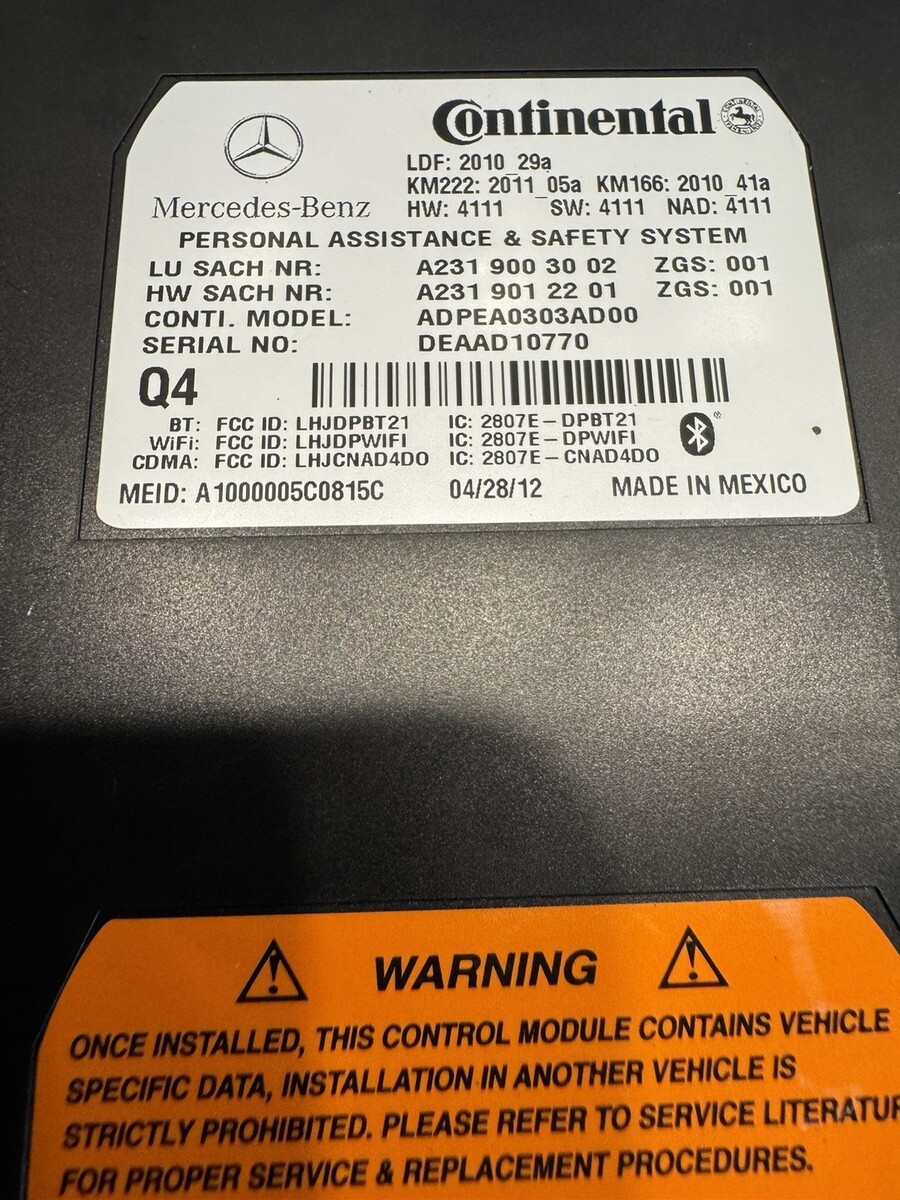 Continental
LDF: 2010_29a
KM222: 2011_05a KM166: 2010_41a
Mercedes-Benz HW: 4111 SW: 4111 NAD: 4111
PERSONAL ASSISTANCE & SAFETY SYSTEM
LU SACH NR: A231 900 30 02 ZGS: 001
HW SACH NR: A231 901 22 01 ZGS: 001
CONTI. MODEL: ADPEA0303AD00
SERIAL NO: DEAAD10770
Q4
BT: FCC ID: LHJDPBT21 IC: 2807E-DPBT21
WiFi: FCC ID: LHJDPWIFI IC: 2807E-DPWIFI
CDMA: FCC ID: LHJCNAD4DO IC: 2807E-CNAD4DO
MEID: A1000005C0815C 04/28/12 MADE IN MEXICO
WARNING
ONCE INSTALLED, THIS CONTROL MODULE CONTAINS VEHICLE
SPECIFIC DATA, INSTALLATION IN ANOTHER VEHICLE IS
STRICTLY PROHIBITED. PLEASE REFER TO SERVICE LITERATUR
FOR PROPER SERVICE & REPLACEMENT PROCEDURES.